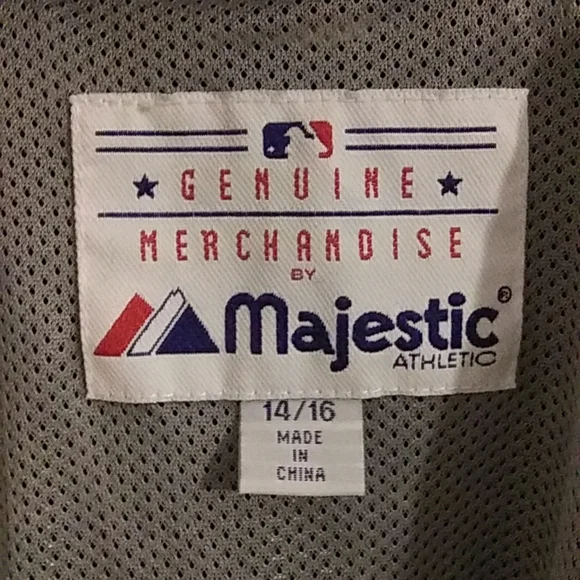 GENUINE
MERCHANDISE
BY
Majestic®
ATHLETIC
14/16
MADE
IN
CHINA